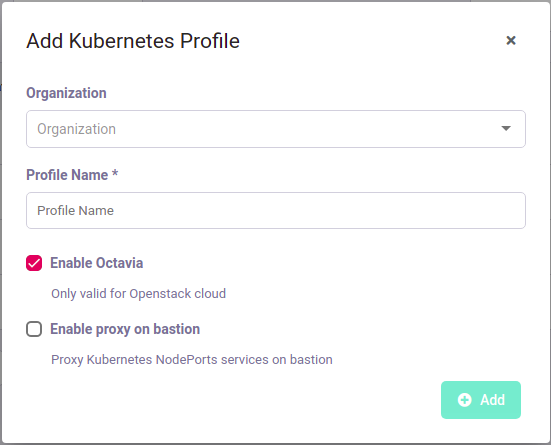 Add Kubernetes Profile
Organization
Organization
Profile Name *
Profile Name
Enable Octavia
Only valid for Openstack cloud
Enable proxy on bastion
Proxy Kubernetes NodePorts services on bastion
Add